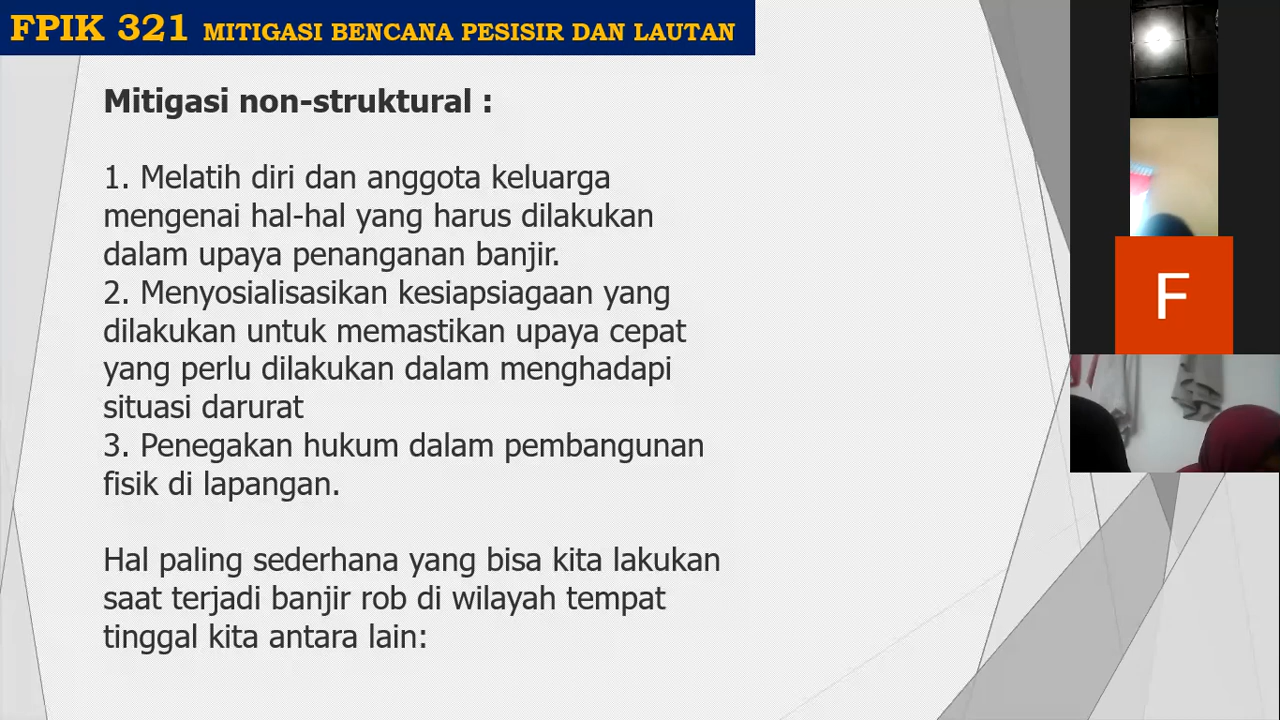 FPIK 321 MITIGASI BENCANA PESISIR DAN LAUTAN
Mitigasi non-struktural :
1. Melatih diri dan anggota keluarga
mengenai hal-hal yang harus dilakukan
dalam upaya penanganan banjir.
2. Menyosialisasikan kesiapsiagaan yang
dilakukan untuk memastikan upaya cepat
yang perlu dilakukan dalam menghadapi
situasi darurat
3. Penegakan hukum dalam pembangunan
fisik di lapangan.
Hal paling sederhana yang bisa kita lakukan
saat terjadi banjir rob di wilayah tempat
tinggal kita antara lain:
F